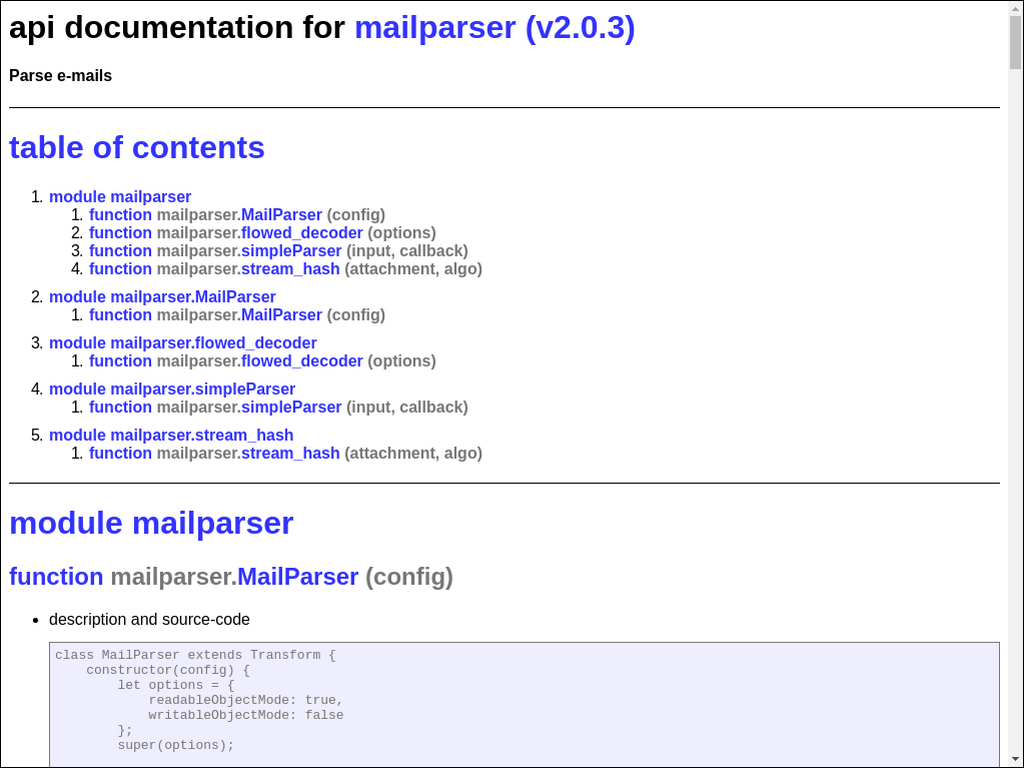 api documentation for mailparser (v2.0.3)
Parse e-mails
table of contents
1. module mailparser
1. function mailparser.MailParser (config)
2. function mailparser.flowed_decoder (options)
3. function mailparser.simpleParser (input, callback)
4. function mailparser.stream_hash (attachment, algo)
2. module mailparser.MailParser
1. function mailparser.MailParser (config)
3. module mailparser.flowed_decoder
1. function mailparser.flowed_decoder (options)
4. module mailparser.simpleParser
1. function mailparser.simpleParser (input, callback)
5. module mailparser.stream_hash
1. function mailparser.stream_hash (attachment, algo)
module mailparser
function mailparser.MailParser (config)
• description and source-code
class MailParser extends Transform {
    constructor(config) {
        let options = {
            readableObjectMode: true,
            writableObjectMode: false
        };
        super(options);